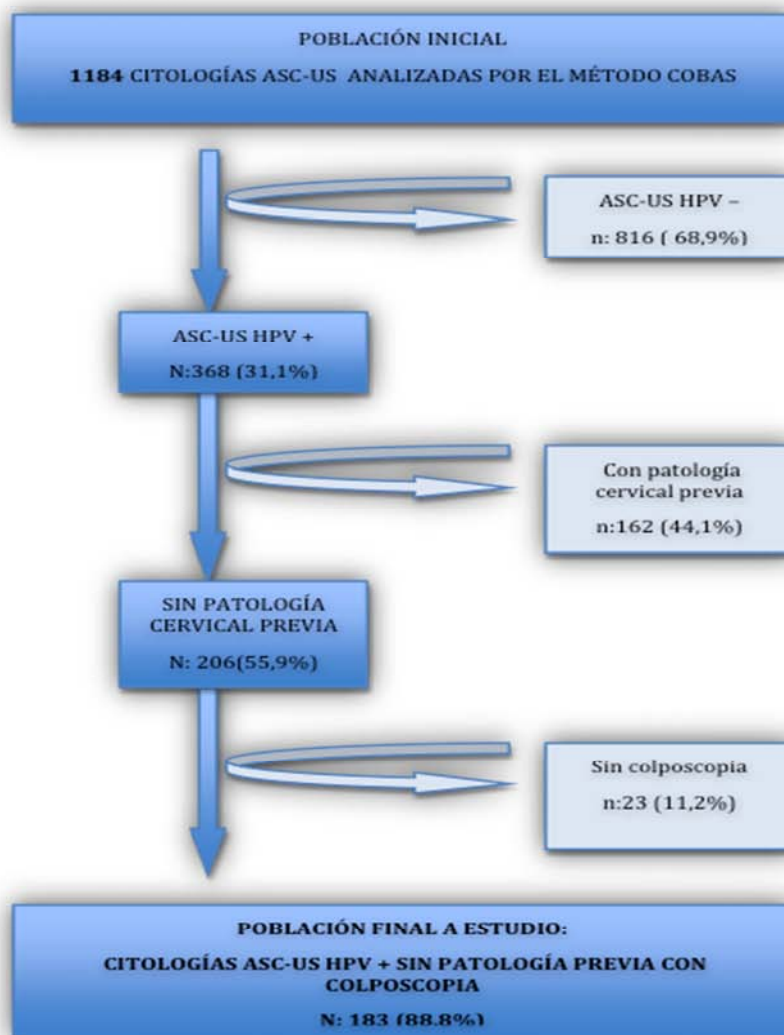 POBLACIÓN INICIAL
1184 CITOLOGÍAS ASC-US ANALIZADAS POR EL MÉTODO COBAS
ASC-US HPV –
n: 816 ( 68,9%)
ASC-US HPV +
N:368 (31,1%)
Con patología
cervical previa
n:162 (44,1%)
SIN PATOLOGÍA
CERVICAL PREVIA
N: 206(55,9%)
Sin colposcopia
n:23 (11,2%)
POBLACIÓN FINAL A ESTUDIO:
CITOLOGÍAS ASC-US HPV + SIN PATOLOGÍA PREVIA CON
COLPOSCOPIA
N: 183 (88,8%)